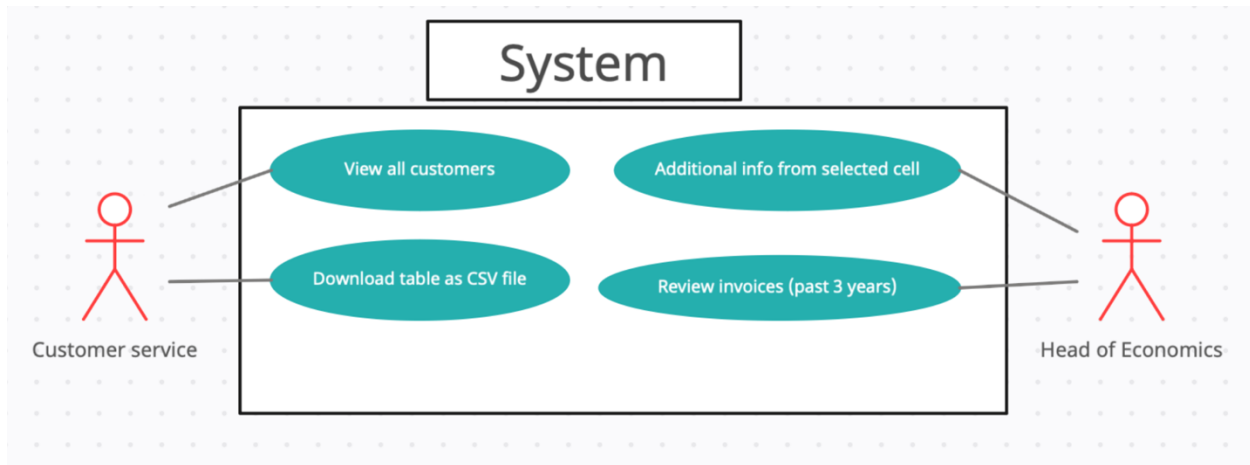 System
View all customers
Additional info from selected cell
Download table as CSV file
Review invoices (past 3 years)
Customer service
Head of Economics